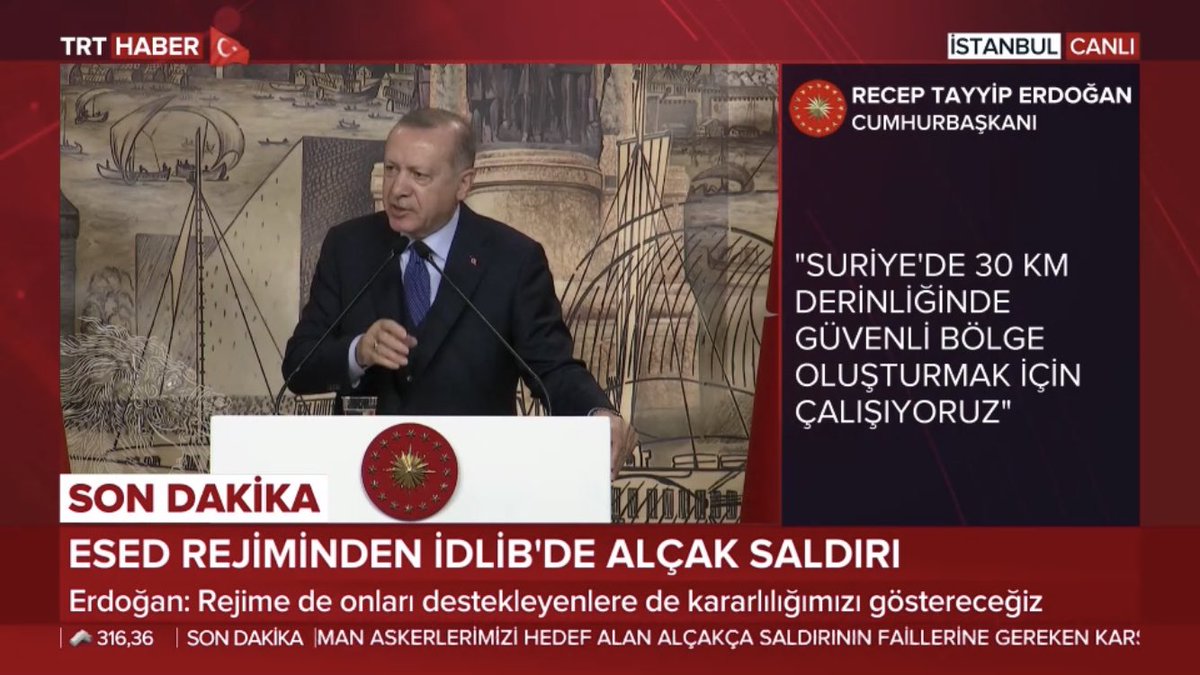 TRT HABER
İSTANBUL CANLI
RECEP TAYYİP ERDOĞAN
CUMHURBAŞKANI
"SURİYE'DE 30 KM
DERİNLİĞİNDE
GÜVENLİ BÖLGE
OLUŞTURMAK İÇİN
ÇALIŞIYORUZ"
SON DAKİKA
ESED REJİMİNDEN İDLİB'DE ALÇAK SALDIRI
Erdoğan: Rejime de onları destekleyenlere de kararlılığımızı göstereceğiz
316,36 SON DAKİKA MAN ASKERLERİMİZİ HEDEF ALAN ALÇAKÇA SALDIRININ FAİLLERİNE GEREKEN KARŞ